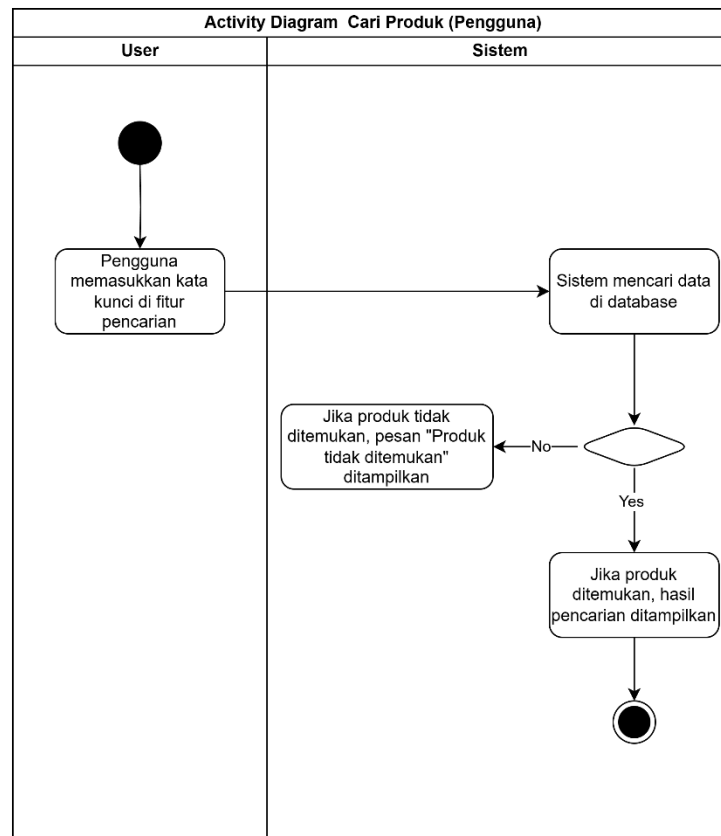 Activity Diagram  Cari Produk (Pengguna)
User
Sistem
Pengguna
memasukkan kata
kunci di fitur
pencarian
Sistem mencari data
di database
Jika produk tidak
ditemukan, pesan "Produk
tidak ditemukan"
ditampilkan
No
Yes
Jika produk
ditemukan, hasil
pencarian ditampilkan